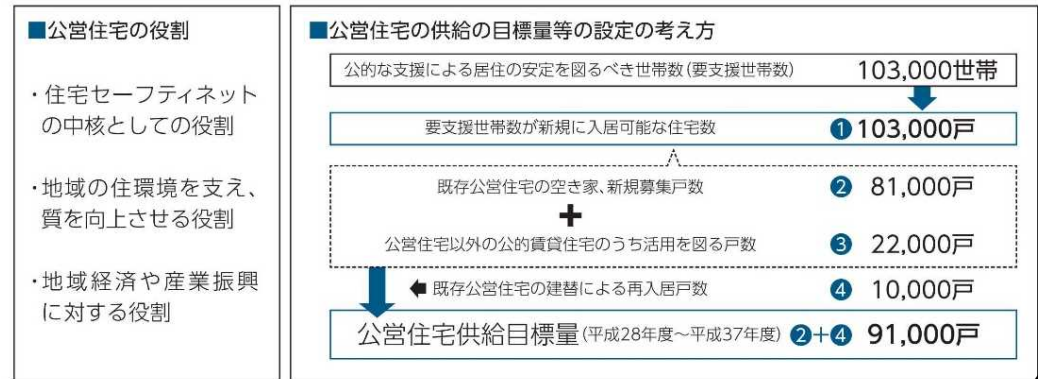 ■公営住宅の役割
・住宅セーフティネット
の中核としての役割
・地域の住環境を支え、
質を向上させる役割
・地域経済や産業振興
に対する役割
■公営住宅の供給の目標量等の設定の考え方
公的な支援による居住の安定を図るべき世帯数(要支援世帯数) 103,000世帯
要支援世帯数が新規に入居可能な住宅数 ❶103,000戸
既存公営住宅の空き家、新規募集戸数 ❷ 81,000戸
+
公営住宅以外の公的賃貸住宅のうち活用を図る戸数 ❸ 22,000戸
既存公営住宅の建替による再入居戸数 ❹ 10,000戸
公営住宅供給目標量(平成28年度〜平成37年度) ❷+❹ 91,000戸